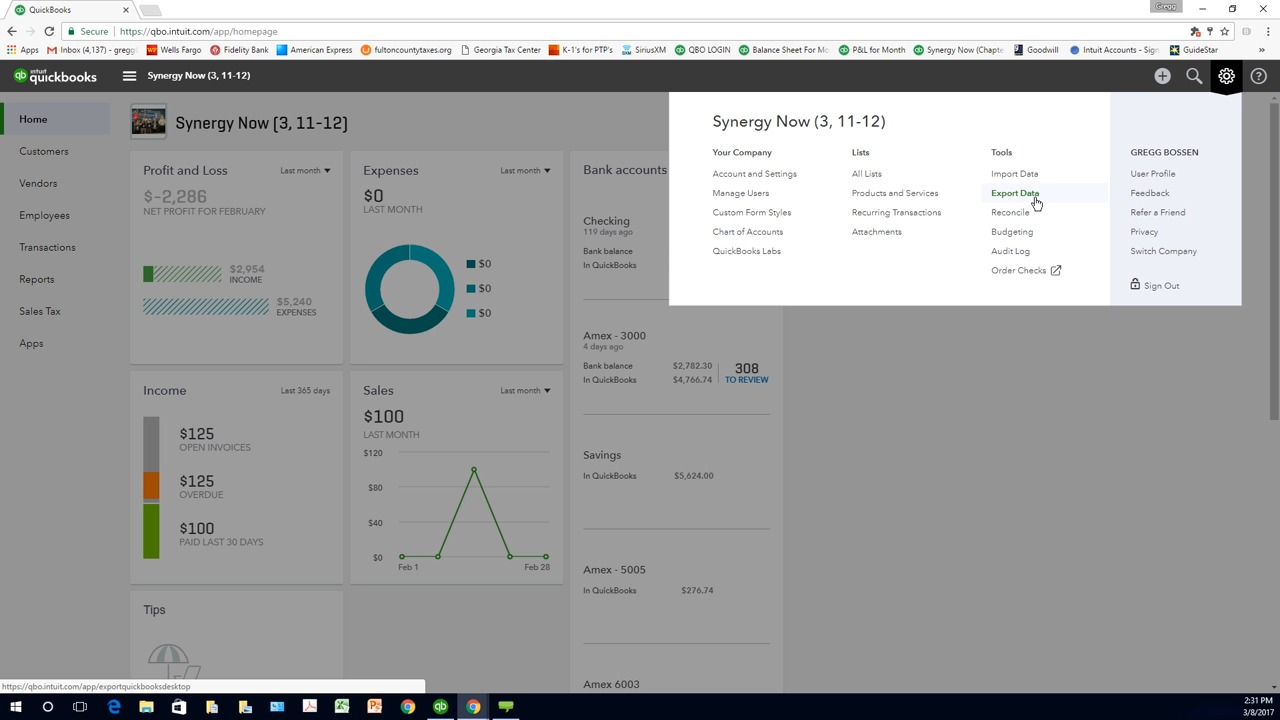 QuickBooks
Gregg
Secure | https://qbo.intuit.com/app/homepage
Apps Inbox (4,137) - gregg Wells Fargo Fidelity Bank American Express fultoncountytaxes.org Georgia Tax Center K-1's for PTP's SiriusXM QBO LOGIN Balance Sheet For Mo P&L for Month Synergy Now (Chapte Goodwill Intuit Accounts - Sign GuideStar »
intuit quickbooks Synergy Now (3, 11-12)
Home
Customers
Vendors
Employees
Transactions
Reports
Sales Tax
Apps
Synergy Now (3, 11-12)
Profit and Loss Last month
$-2,286
NET PROFIT FOR FEBRUARY
$2,954
INCOME
$5,240
EXPENSES
Expenses Last month
$0
LAST MONTH
$0
$0
$0
Income Last 365 days
$125
OPEN INVOICES
$125
OVERDUE
$100
PAID LAST 30 DAYS
Sales Last month
$100
LAST MONTH
$120
$80
$40
$0
Feb 1 Feb 28
Tips
Bank accounts
Checking
119 days ago
Bank balance
In QuickBooks
Amex - 3000
4 days ago
Bank balance $2,782.30
In QuickBooks $4,766.74
308
TO REVIEW
Savings
In QuickBooks $5,624.00
Amex - 5005
In QuickBooks $276.74
Amex 6003
Synergy Now (3, 11-12)
Your Company
Account and Settings
Manage Users
Custom Form Styles
Chart of Accounts
QuickBooks Labs
Lists
All Lists
Products and Services
Recurring Transactions
Attachments
Tools
Import Data
Export Data
Reconcile
Budgeting
Audit Log
Order Checks
GREGG BOSSEN
User Profile
Feedback
Refer a Friend
Privacy
Switch Company
Sign Out
https://qbo.intuit.com/app/exportquickbooksdesktop
2:31 PM
3/8/2017